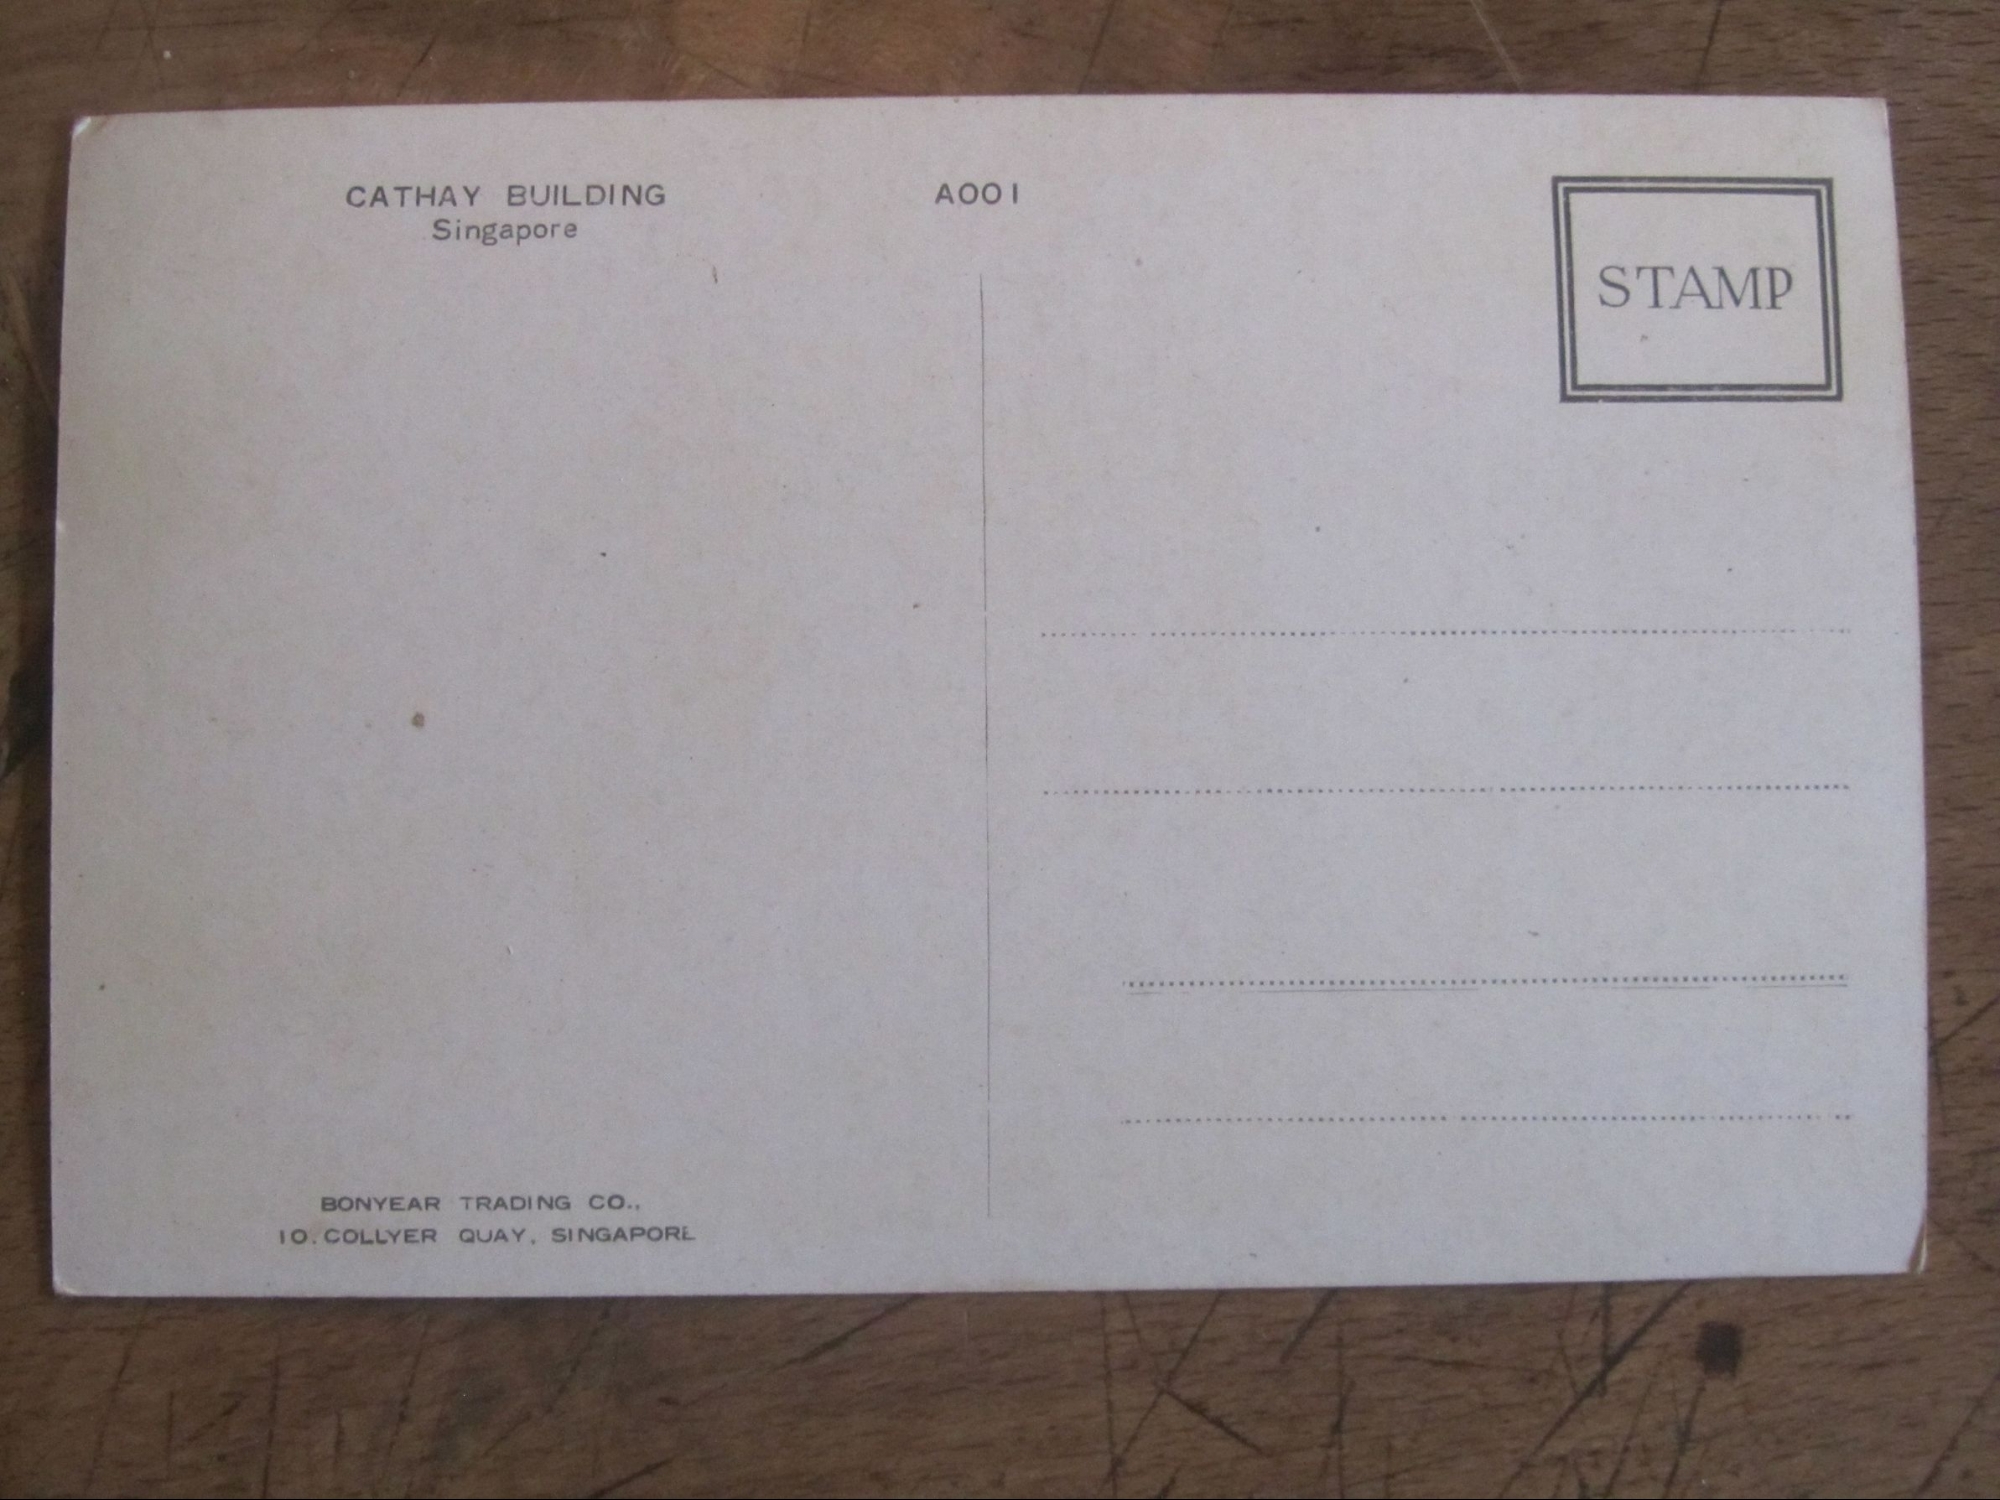 CATHAY BUILDING
Singapore
A001
STAMP
BONYEAR TRADING CO.,
10. COLLYER QUAY, SINGAPORE